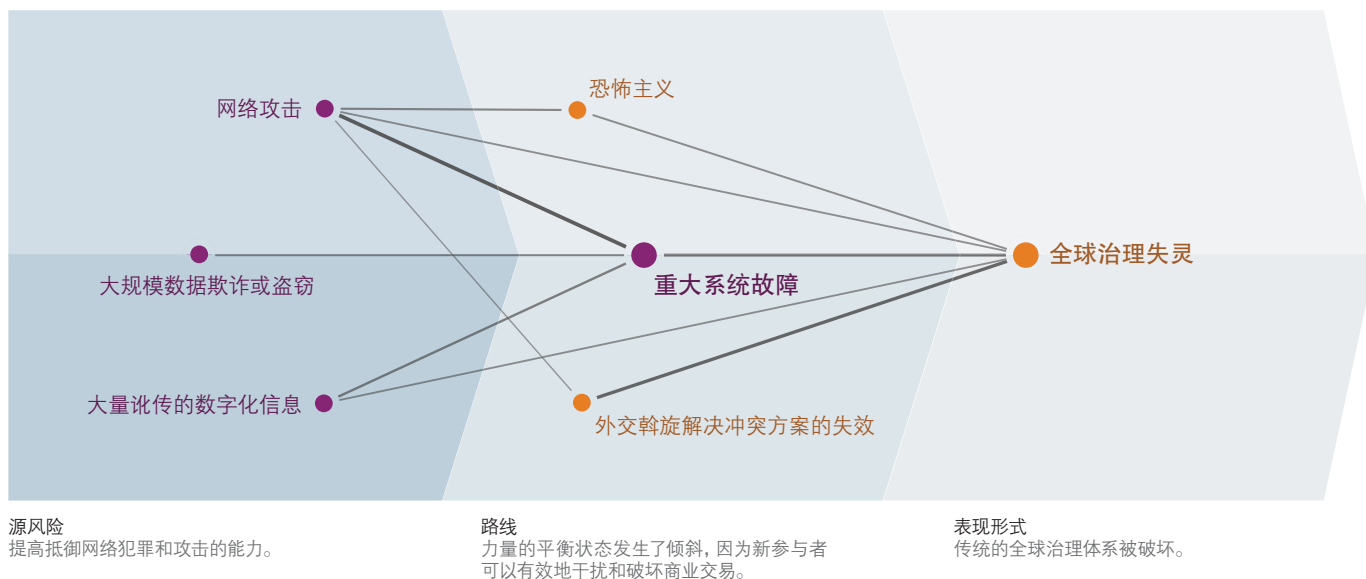 恐怖主义
网络攻击
全球治理失灵
大规模数据欺诈或盗窃
重大系统故障
大量讹传的数字化信息
外交斡旋解决冲突方案的失效
源风险
提高抵御网络犯罪和攻击的能力。
路线
力量的平衡状态发生了倾斜，因为新参与者
可以有效地干扰和破坏商业交易。
表现形式
传统的全球治理体系被破坏。